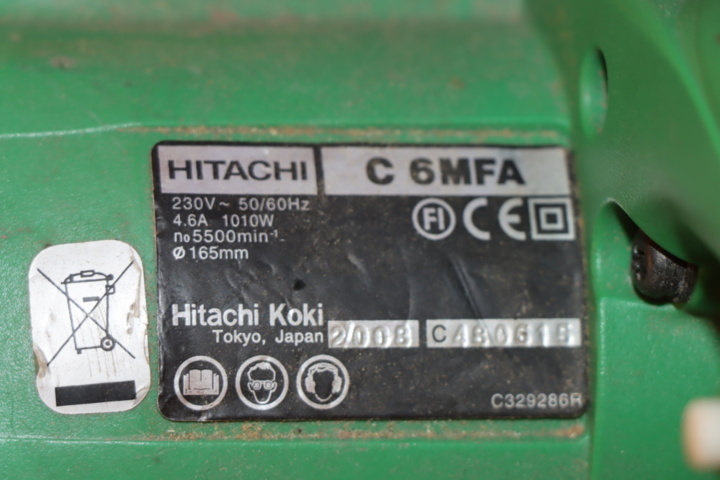 HITACHI C 6MFA
230V~ 50/60Hz
4.6A 1010W
no5500min⁻¹
Ø165mm
FI CE
Hitachi Koki
Tokyo, Japan 2008 C480615
C329286R